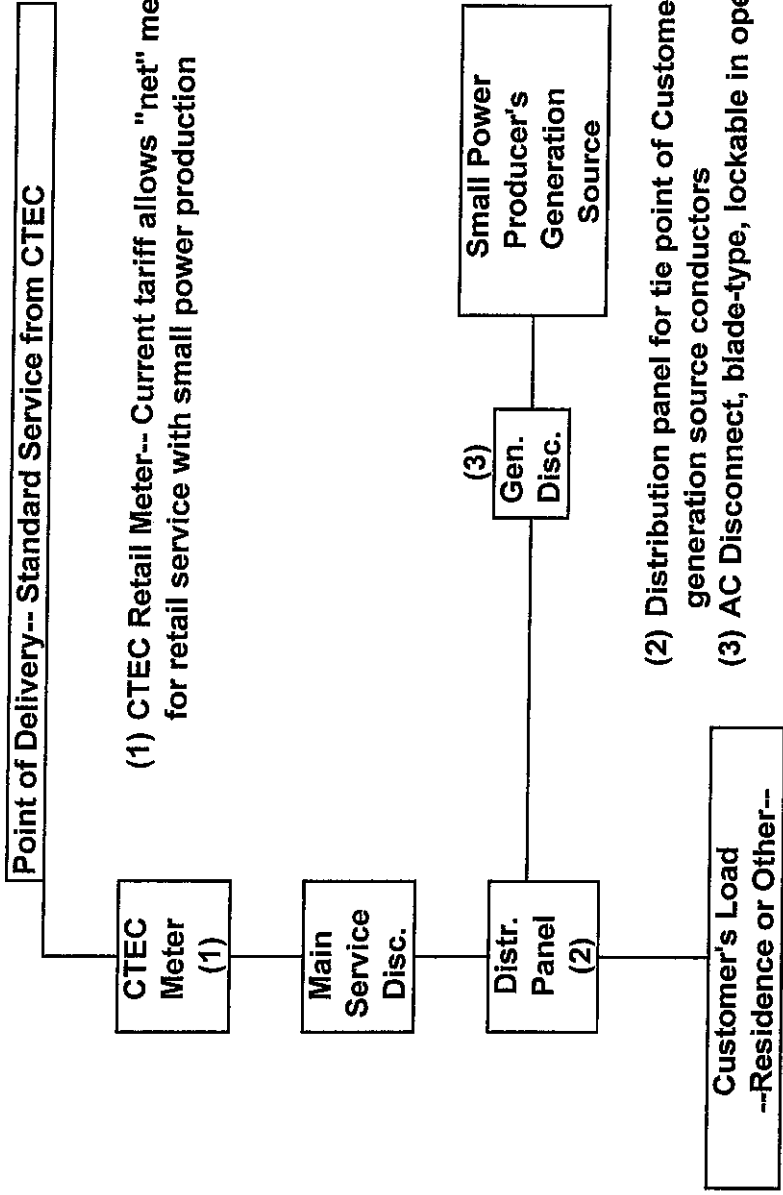 Point of Delivery-- Standard Service from CTEC
(1) CTEC Retail Meter-- Current tariff allows "net"
for retail service with small power production
CTEC
Meter
(1)
Main
Service
Disc.
Distr.
Panel
(2)
(3)
Gen.
Disc.
Small Power
Producer's
Generation
Source
Customer's Load
--Residence or Other--
(2) Distribution panel for tie point of
generation source conductors
(3) AC Disconnect, blade-type, lockable in